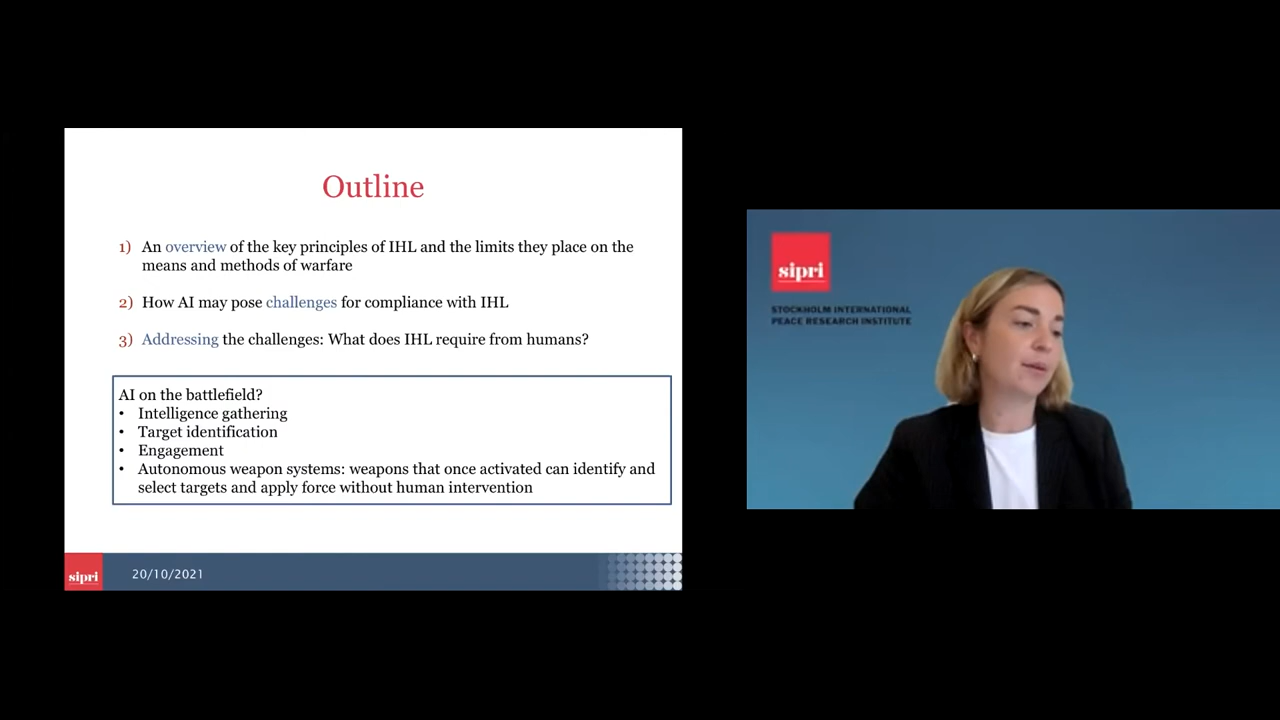 Outline
1) An overview of the key principles of IHL and the limits they place on the
means and methods of warfare
2) How AI may pose challenges for compliance with IHL
3) Addressing the challenges: What does IHL require from humans?
AI on the battlefield?
• Intelligence gathering
• Target identification
• Engagement
• Autonomous weapon systems: weapons that once activated can identify and
select targets and apply force without human intervention
sipri
20/10/2021
sipri
STOCKHOLM INTERNATIONAL
PEACE RESEARCH INSTITUTE